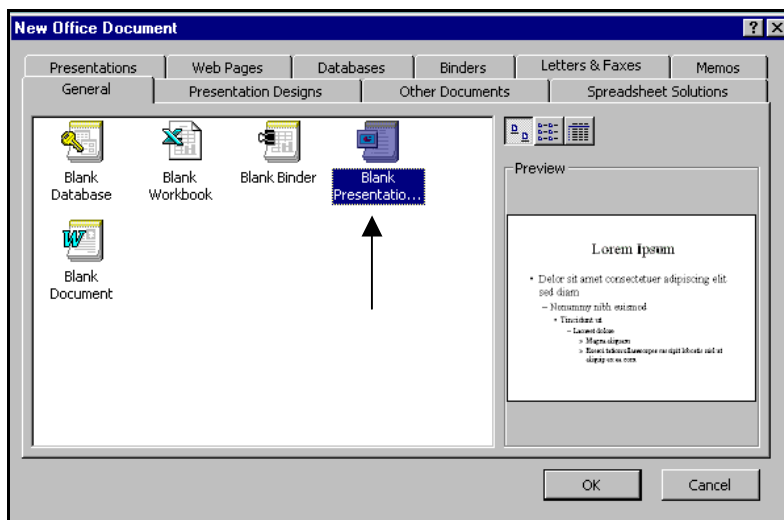 New Office Document
Presentations Web Pages Databases Binders Letters & Faxes Memos
General Presentation Designs Other Documents Spreadsheet Solutions
Blank
Database
Blank
Workbook
Blank Binder
Blank
Presentatio...
Blank
Document
Preview
Lorem Ipsum
• Delor sit amet consectetuer adipiscing elit
sed diam
– Nonummy nibh euismod
• Tincidunt ut
– Laoreet dolore
» Magna aliquam
OK Cancel